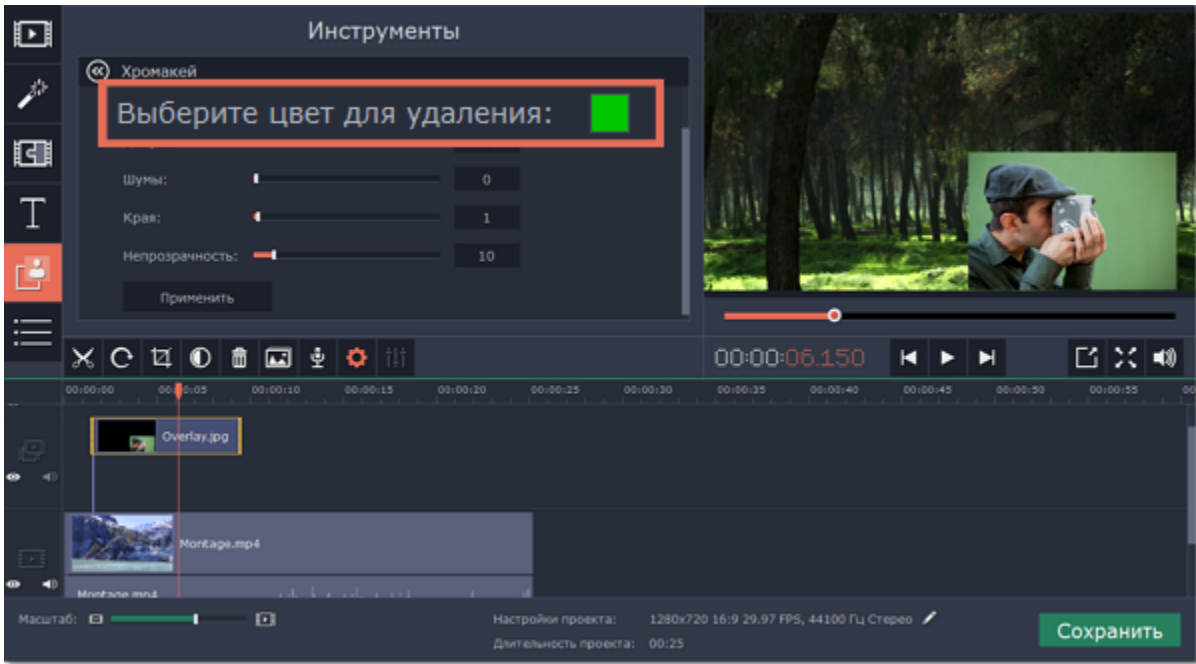 Инструменты
Хромакей
Выберите цвет для удаления:
Шумы: 0
Края: 1
Непрозрачность: 10
Применить
T
00:00:06.150
00:00:00 00:00:05 00:00:10 00:00:15 00:00:20 00:00:25 00:00:30 00:00:35 00:00:40 00:00:45 00:00:50 00:00:55 00
Overlay.jpg
Montage.mp4
Montage.mp4
Масштаб:
Настройки проекта: 1280x720 16:9 29.97 FPS, 44100 Гц Стерео
Длительность проекта: 00:25
Сохранить